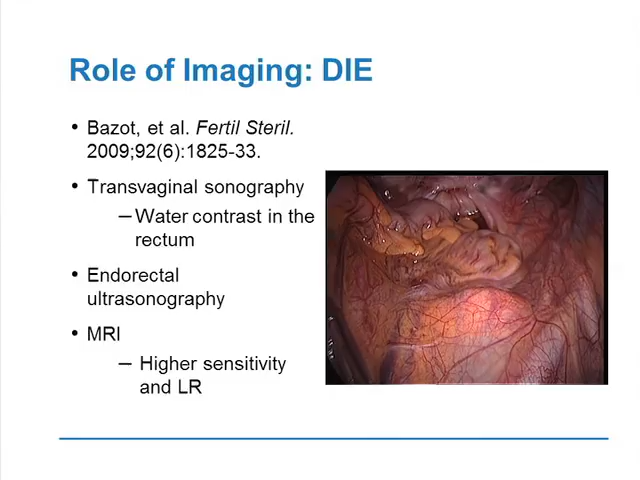 Role of Imaging: DIE
• Bazot, et al. Fertil Steril.
2009;92(6):1825-33.
• Transvaginal sonography
– Water contrast in the
rectum
• Endorectal
ultrasonography
• MRI
– Higher sensitivity
and LR